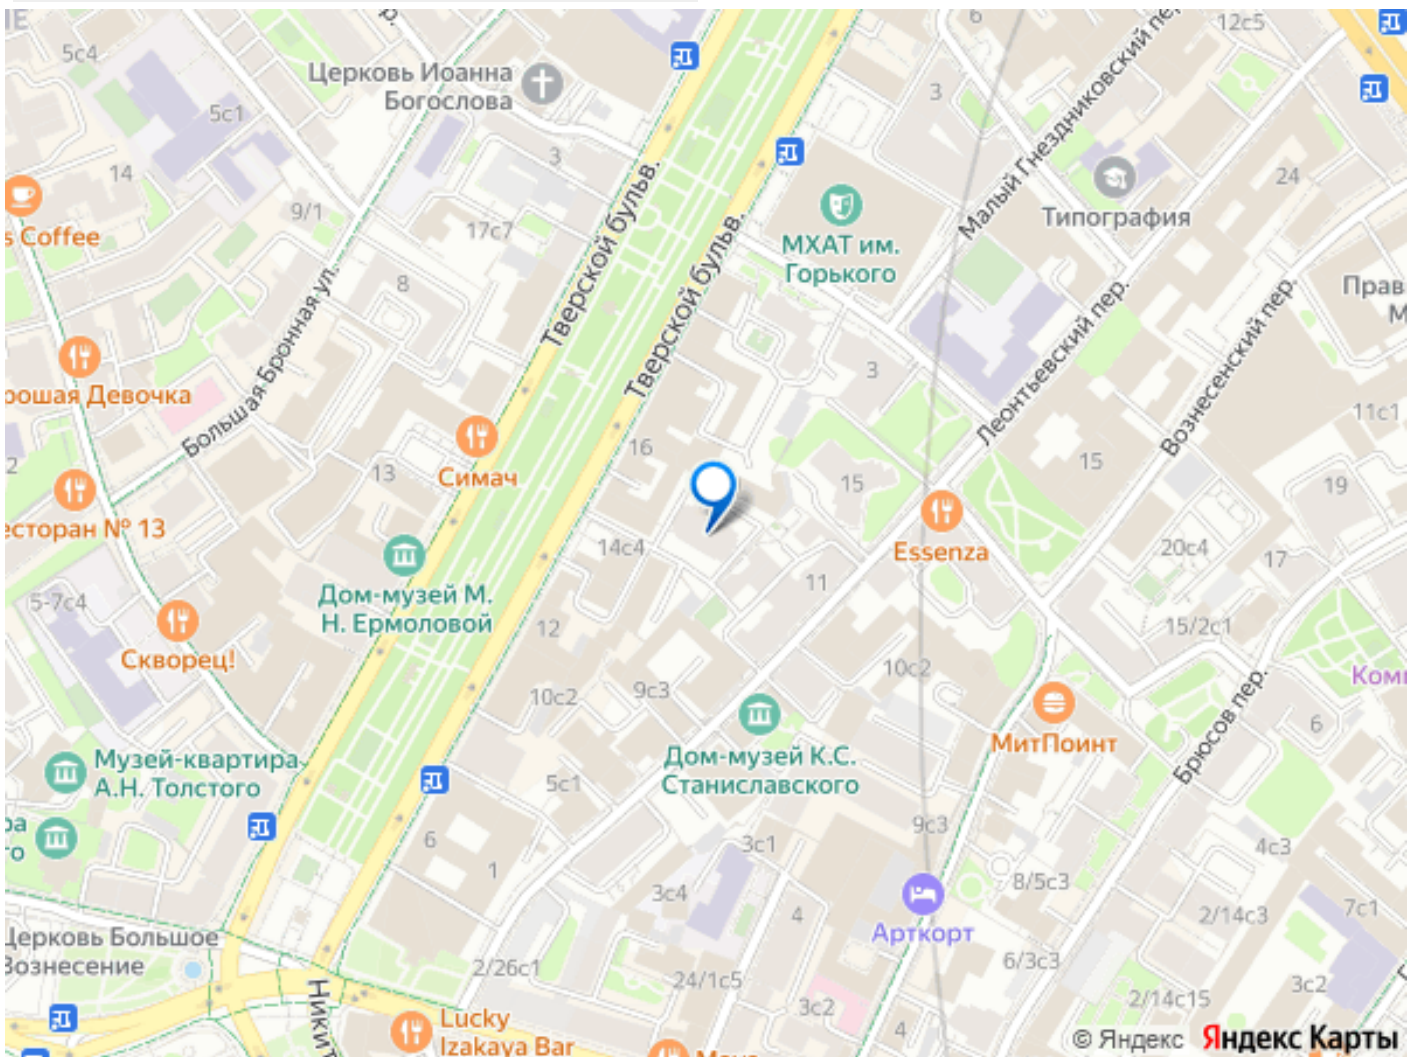 5с4
р.
Церковь Иоанна
Богослова
6
12с5
3
Малый Гнездниковский пер.
5с1
14
3
9/1
17с7
s Coffee
8
Тверской бульв.
Тверской бульв.
МХАТ им.
Горького
Типография
24
Прав
М
Большая Бронная ул.
рошая Девочка
3
Леонтьевский пер.
Вознесенский пер.
11с1
2
13
Симач
16
15
15
19
есторан № 13
14с4
Essenza
20с4
17
5-7с4
Дом-музей М.
Н. Ермоловой
11
12
15/2с1
Скворец!
10с2
9с3
10с2
Ком
Брюсов пер.
6
Музей-квартира
А.Н. Толстого
Дом-музей К.С.
Станиславского
МитПоинт
5с1
ра
го
6
1
3с1
9с3
4с3
3с4
4
8/5с3
7с1
2/14с3
Арткорт
Церковь Большое
Вознесение
2/26с1
24/1с5
6/3с3
3с2
3с2
2/14с15
Никит
Lucky
Izakaya Bar
4
© Яндекс Яндекс Карты